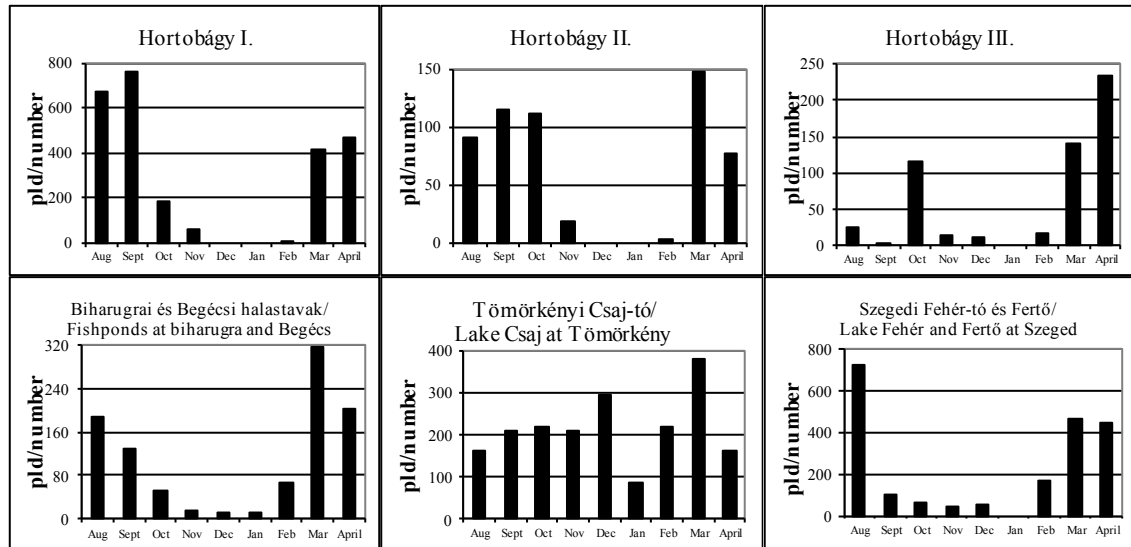 Hortobágy I.
pld/number
800
600
400
200
0
Aug Sept Oct Nov Dec Jan Feb Mar April
Hortobágy II.
pld/number
150
100
50
0
Aug Sept Oct Nov Dec Jan Feb Mar April
Hortobágy III.
pld/number
250
200
150
100
50
0
Aug Sept Oct Nov Dec Jan Feb Mar April
Biharugrai és Begécsi halastavak/
Fishponds at biharugra and Begécs
pld/number
320
240
160
80
0
Aug Sept Oct Nov Dec Jan Feb Mar April
Tömörkényi Csaj-tó/
Lake Csaj at Tömörkény
pld/number
400
300
200
100
0
Aug Sept Oct Nov Dec Jan Feb Mar April
Szegedi Fehér-tó és Fertő/
Lake Fehér and Fertő at Szeged
pld/number
800
600
400
200
0
Aug Sept Oct Nov Dec Jan Feb Mar April